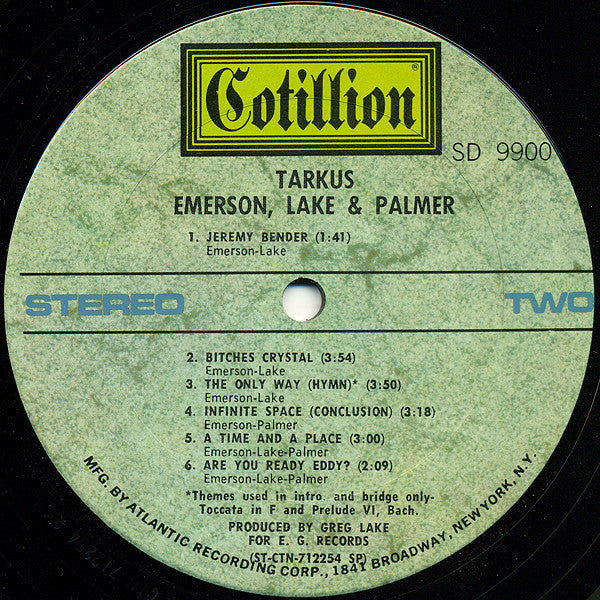 Cotillion®
SD 9900
TARKUS
EMERSON, LAKE & PALMER
1. JEREMY BENDER (1:41)
Emerson-Lake
STEREO TWO
2. BITCHES CRYSTAL (3:54)
Emerson-Lake
3. THE ONLY WAY (HYMN)* (3:50)
Emerson-Lake
4. INFINITE SPACE (CONCLUSION) (3:18)
Emerson-Palmer
5. A TIME AND A PLACE (3:00)
Emerson-Lake-Palmer
6. ARE YOU READY EDDY? (2:09)
Emerson-Lake-Palmer
*Themes used in intro. and bridge only-
Toccata in F and Prelude VI, Bach.
PRODUCED BY GREG LAKE
FOR E. G. RECORDS
(ST-CTN-712254 SP)
MFG. BY ATLANTIC RECORDING CORP., 1841 BROADWAY, NEW YORK, N.Y.